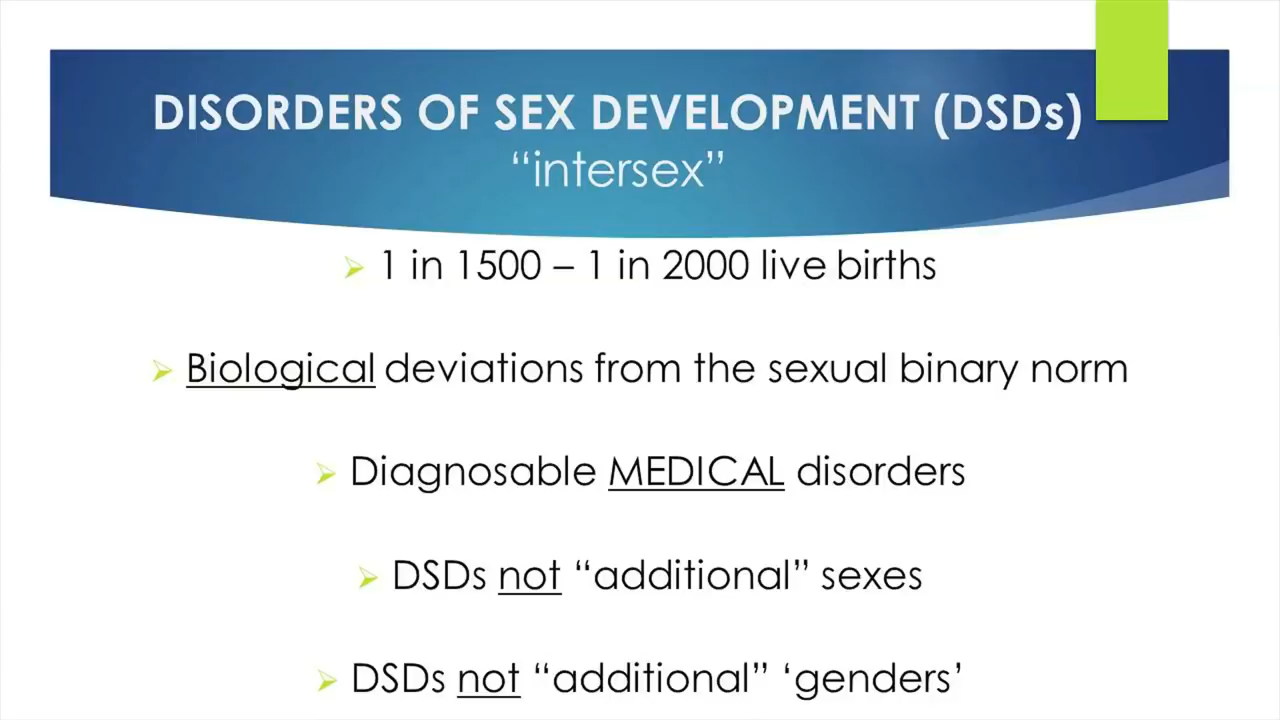 DISORDERS OF SEX DEVELOPMENT (DSDs)
“intersex”
1 in 1500 – 1 in 2000 live births
Biological deviations from the sexual binary norm
Diagnosable MEDICAL disorders
DSDs not “additional” sexes
DSDs not “additional” ‘genders’